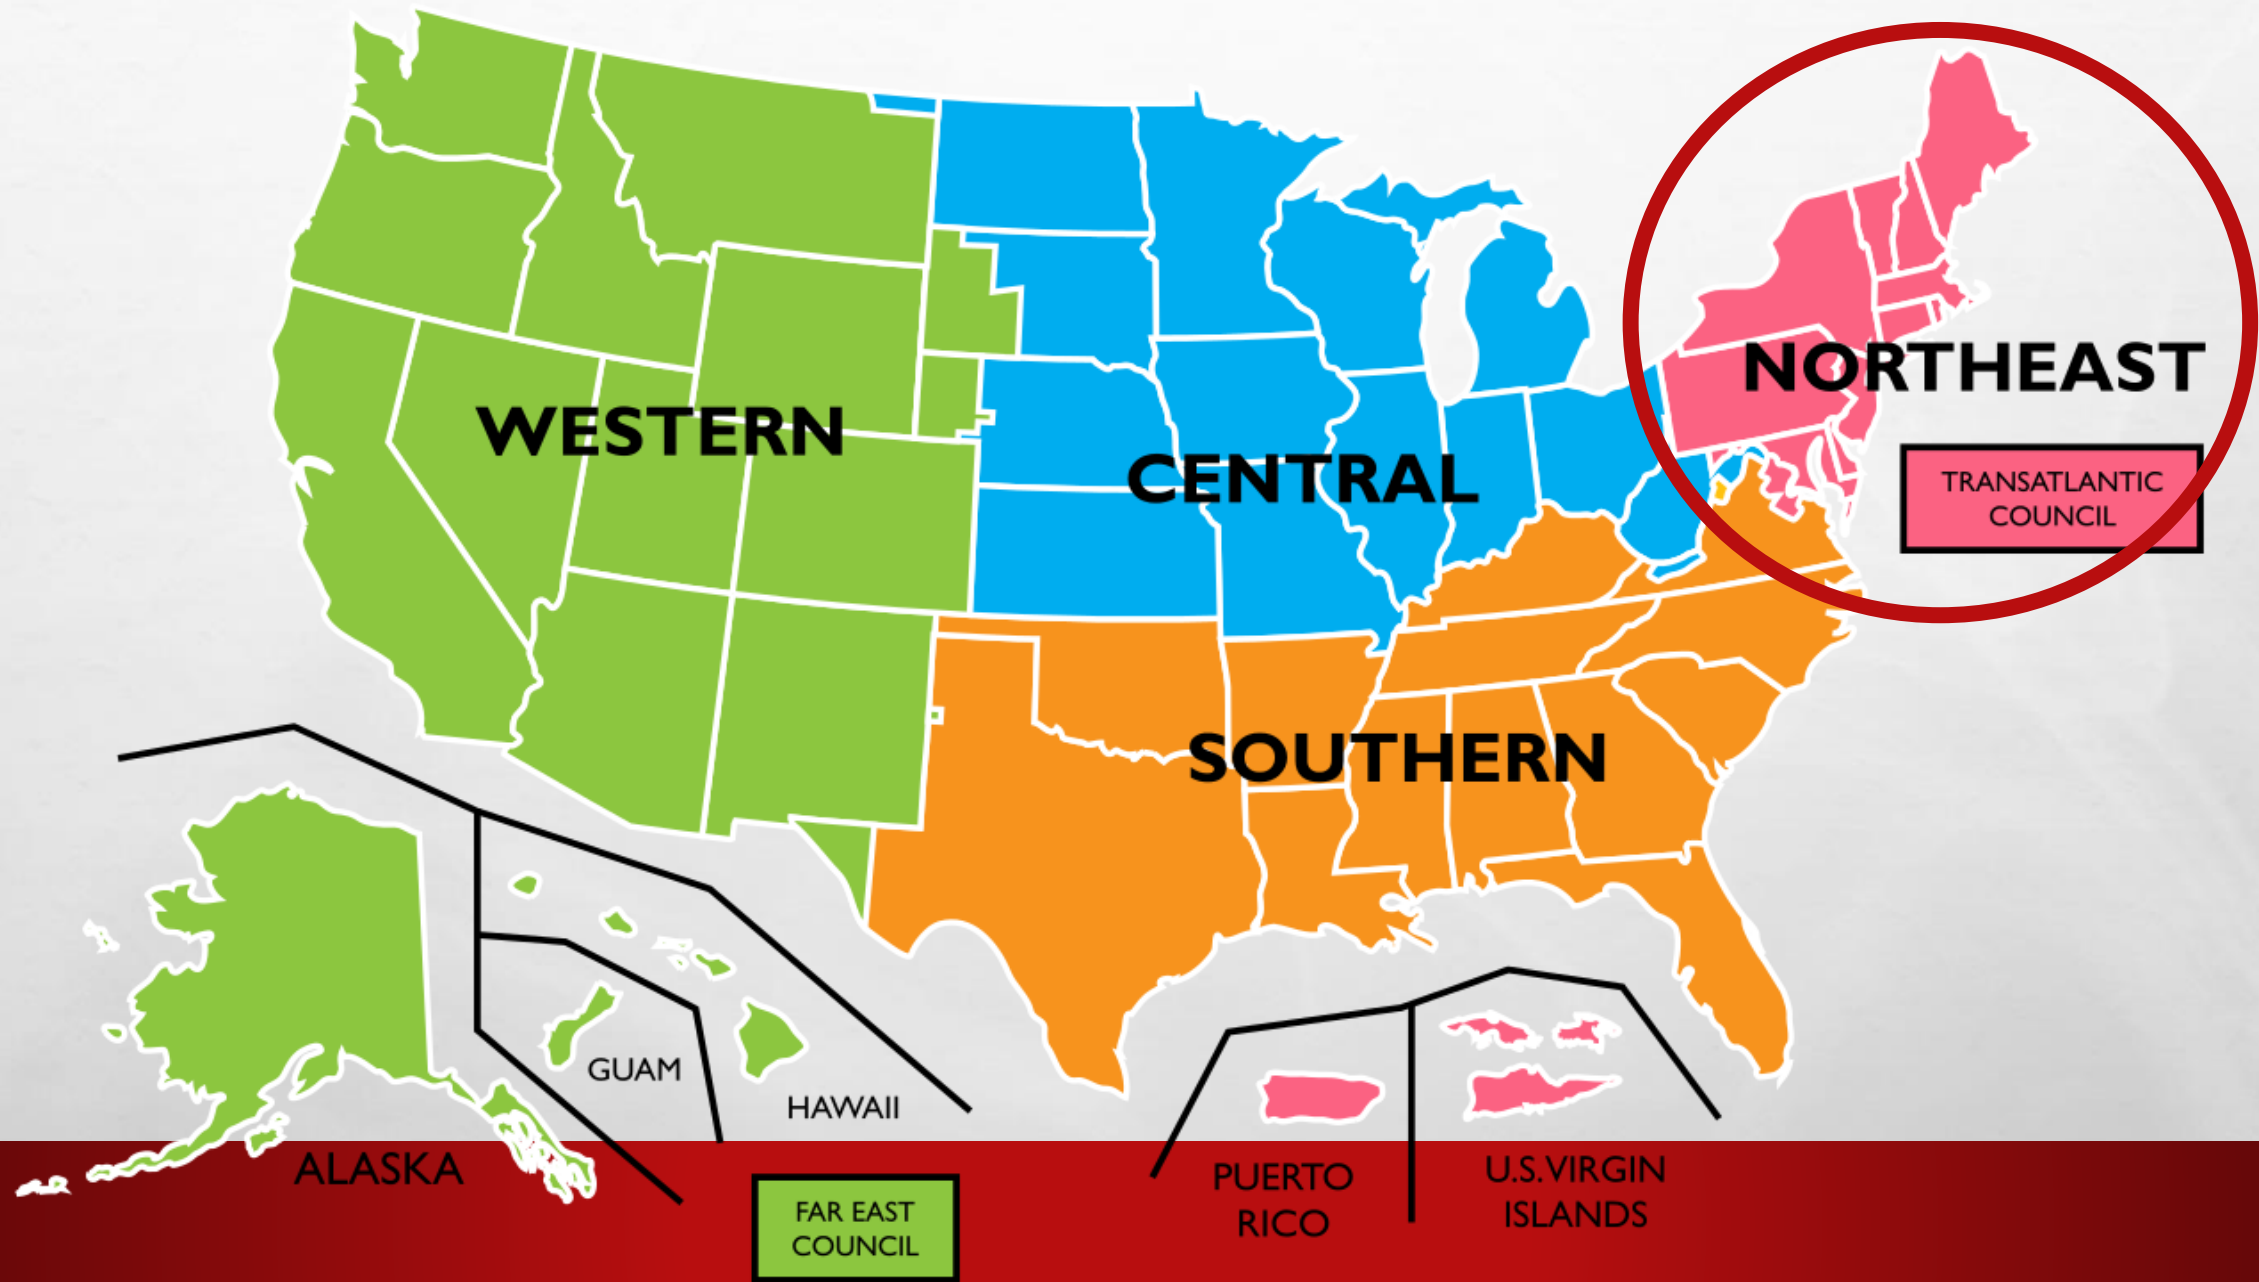 NORTHEAST
WESTERN
CENTRAL
TRANSATLANTIC
COUNCIL
SOUTHERN
GUAM
HAWAII
ALASKA
FAR EAST
COUNCIL
PUERTO
RICO
U.S.VIRGIN
ISLANDS